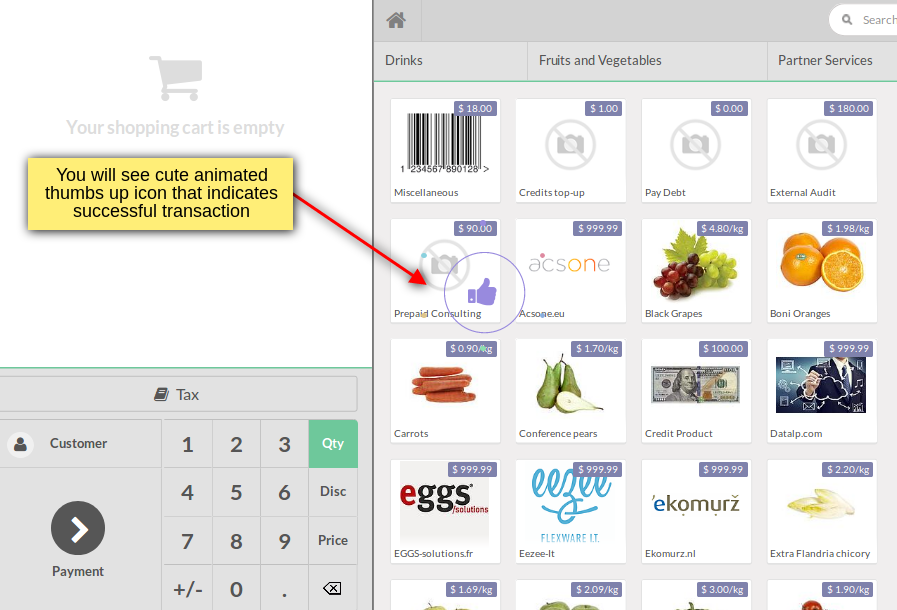 Search
Drinks
Fruits and Vegetables
Partner Services
Your shopping cart is empty
You will see cute animated
thumbs up icon that indicates
successful transaction
$ 18.00
1 234567 890128 >
Miscellaneous
$ 1.00
Credits top-up
$ 0.00
Pay Debt
$ 180.00
External Audit
$ 90.00
Prepaid Consulting
$ 999.99
acsone
Acsone.eu
$ 4.80/kg
Black Grapes
$ 1.98/kg
Boni Oranges
$ 0.90/kg
Carrots
$ 1.70/kg
Conference pears
$ 100.00
Credit Product
$ 999.99
Datalp.com
$ 999.99
eggs
/solutions
EGGS-solutions.fr
$ 999.99
eezee
FLEXWARE I.T.
Eezee-It
$ 999.99
'ekomurž
Ekomurz.nl
$ 2.20/kg
Extra Flandria chicory
$ 1.69/kg
$ 2.09/kg
$ 3.00/kg
$ 1.90/kg
Tax
Customer
1 2 3 Qty
4 5 6 Disc
7 8 9 Price
+/- 0 .
Payment